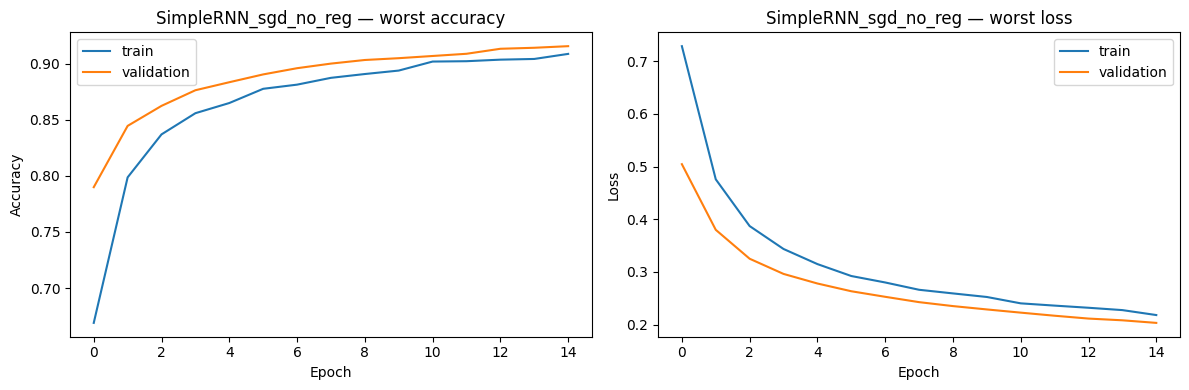 SimpleRNN_sgd_no_reg — worst accuracy
train
validation
0.90
0.85
0.80
0.75
0.70
Accuracy
0 2 4 6 8 10 12 14
Epoch
SimpleRNN_sgd_no_reg — worst loss
train
validation
0.7
0.6
0.5
0.4
0.3
0.2
Loss
0 2 4 6 8 10 12 14
Epoch